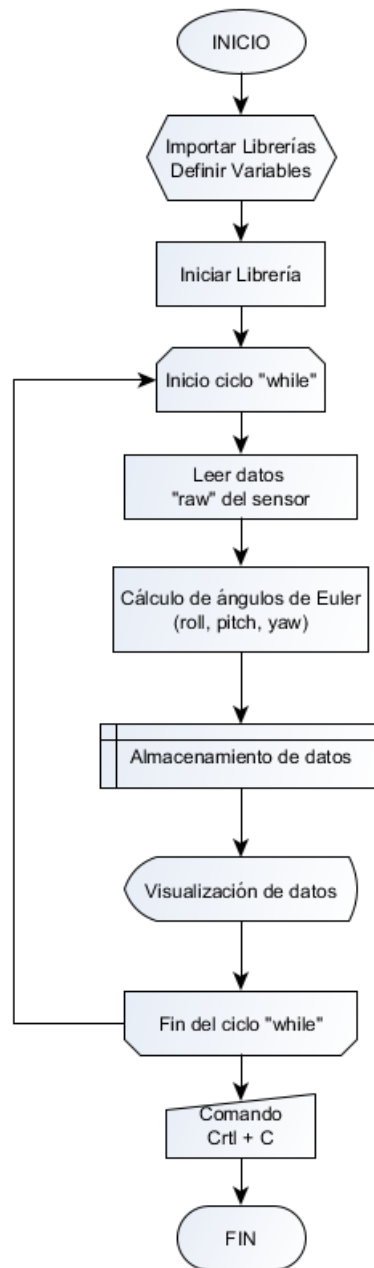 INICIO
Importar Librerías
Definir Variables
Iniciar Librería
Inicio ciclo "while"
Leer datos
"raw" del sensor
Cálculo de ángulos de Euler
(roll, pitch, yaw)
Almacenamiento de datos
Visualización de datos
Fin del ciclo "while"
Comando
Crtl + C
FIN